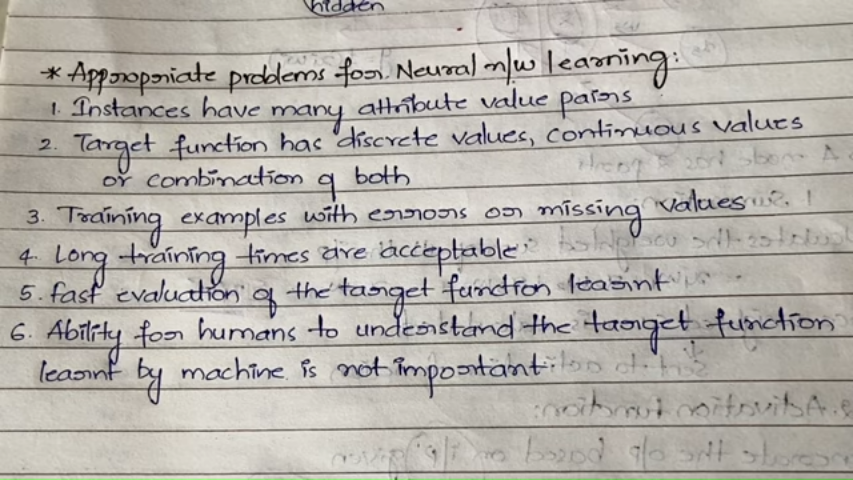 hidden
* Appropriate problems for Neural n/w learning:
1. Instances have many attribute value pairs
2. Target function has discrete values, continuous values
or combination of both
3. Training examples with errors or missing values
4. Long training times are acceptable
5. fast evaluation of the target function learnt
6. Ability for humans to understand the target function
learnt by machine is not important